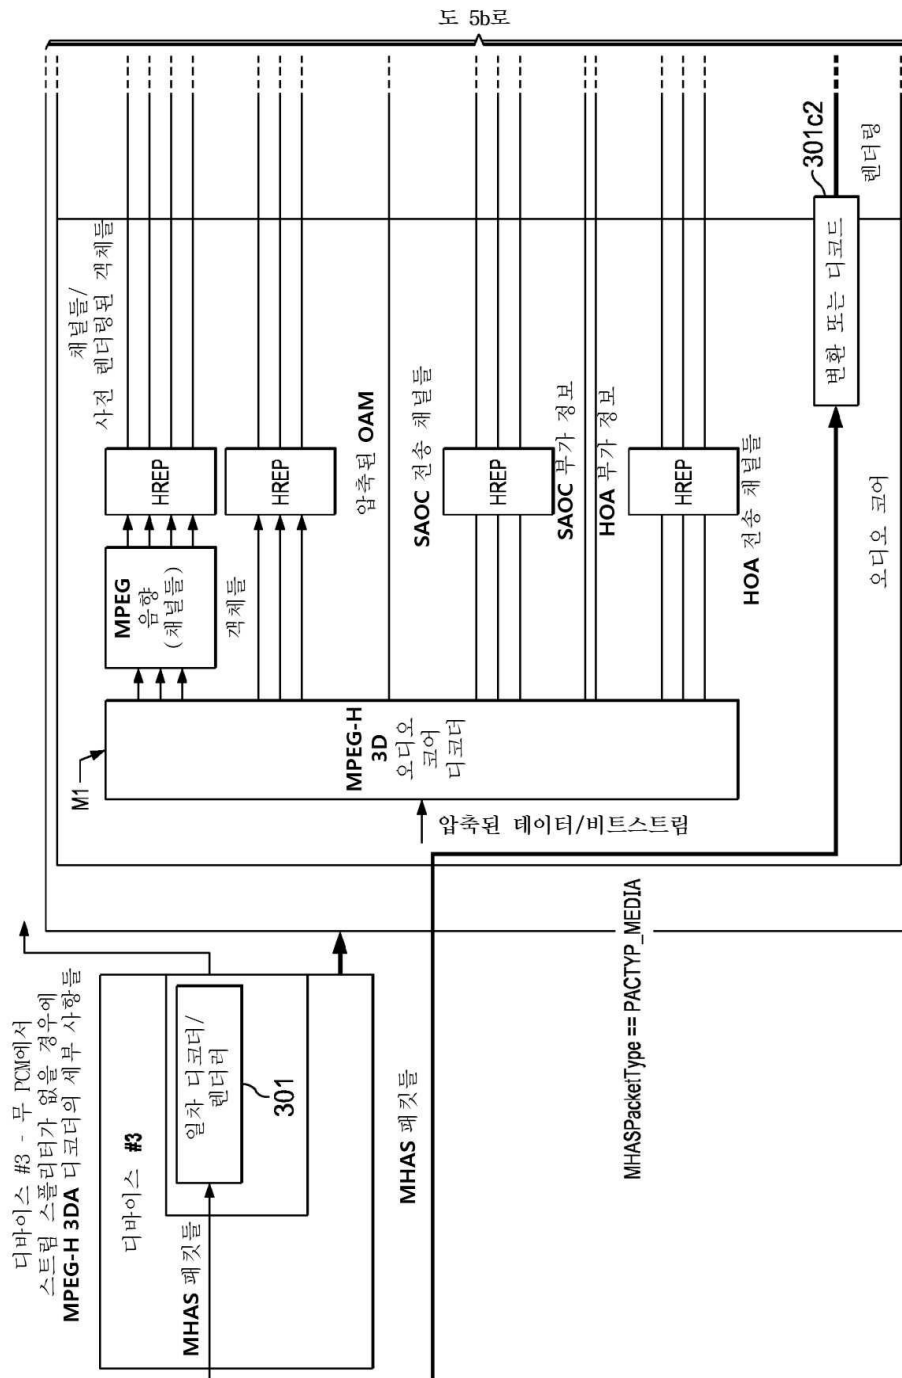 도 5b로
디바이스 #3 - 무 PCM에서
스트림 스플리터가 없을 경우에
MPEG-H 3DA 디코더의 세부 사항들
디바이스 #3
일차 디코더/
렌더러
301
MHAS 패킷들
MHAS 패킷들
MHASPacketType == PACTYP_MEDIA
M1
MPEG-H
3D
오디오
코어
디코더
압축된 데이터/비트스트림
MPEG
음향
(채널들)
객체들
HREP
HREP
HREP
HREP
채널들/
사전 렌더링된 객체들
압축된 OAM
SAOC 전송 채널들
SAOC 부가 정보
HOA 부가 정보
HOA 전송 채널들
오디오 코어
변환 또는 디코드
301c2
렌더링